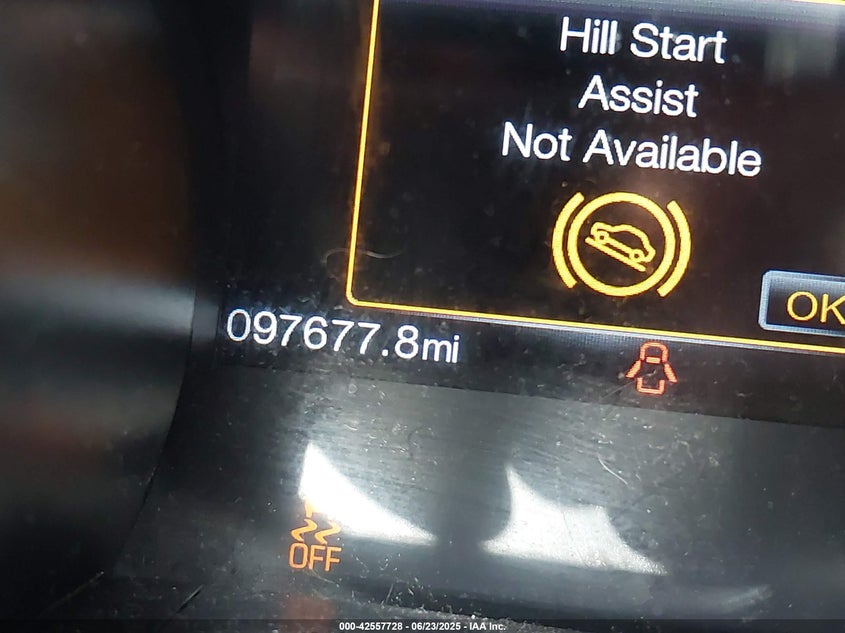 Hill Start
Assist
Not Available
OK
097677.8mi
OFF
000-42557728 - 06/23/2025 - IAA Inc.